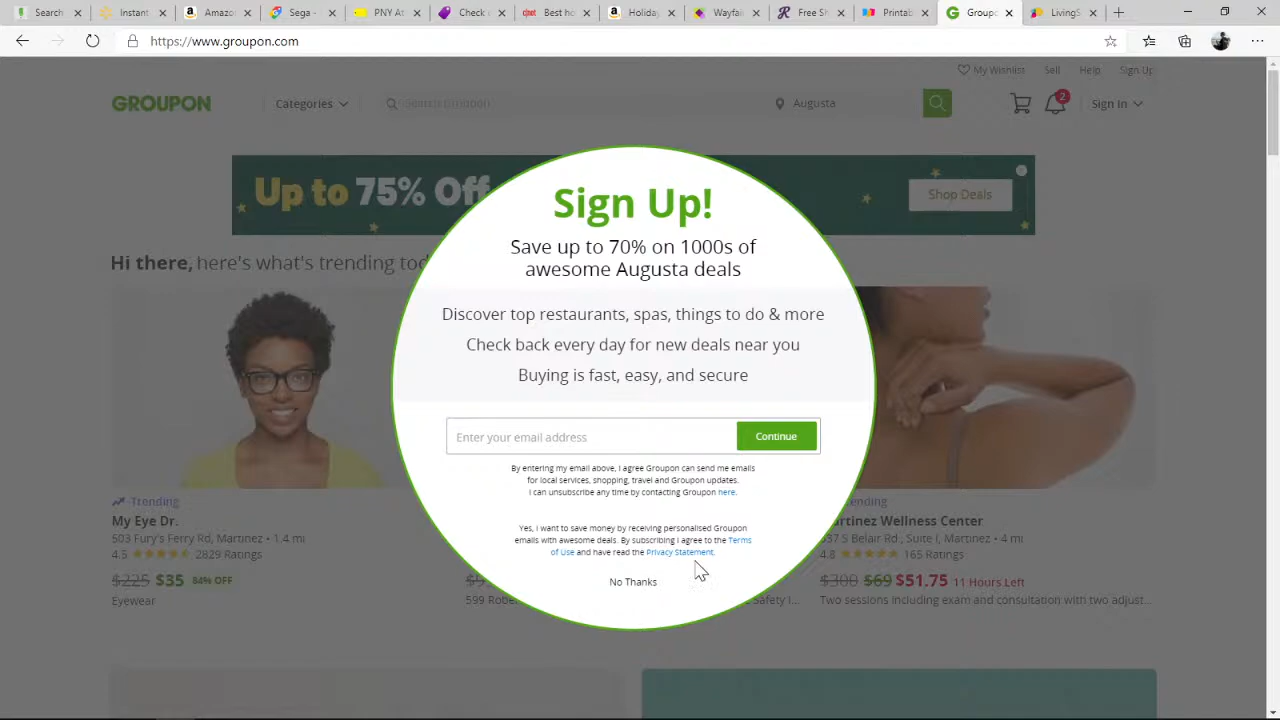 Search
Instant
Amazo
Sega -
PNY At
Check r
Best ho
Holiday
Wayfair
Free Sk
Printab
Groupo
LivingS
https://www.groupon.com
My Wishlist Sell Help Sign Up
GROUPON Categories Search Groupon Augusta 2 Sign In
Up to 75% Off
Shop Deals
Hi there, here's what's trending tod
Sign Up!
Save up to 70% on 1000s of
awesome Augusta deals
Discover top restaurants, spas, things to do & more
Check back every day for new deals near you
Buying is fast, easy, and secure
Enter your email address Continue
By entering my email above, I agree Groupon can send me emails
for local services, shopping, travel and Groupon updates.
I can unsubscribe any time by contacting Groupon here.
Yes, I want to save money by receiving personalised Groupon
emails with awesome deals. By subscribing I agree to the Terms
of Use and have read the Privacy Statement.
No Thanks
Trending
My Eye Dr.
503 Fury's Ferry Rd, Martinez • 1.4 mi
4.5 2829 Ratings
$225 $35 84% OFF
Eyewear
599 Robe
Safety I...
Trending
Martinez Wellness Center
S Belair Rd , Suite I, Martinez • 4 mi
4.8 165 Ratings
$300 $69 $51.75 11 Hours Left
Two sessions including exam and consultation with two adjust...